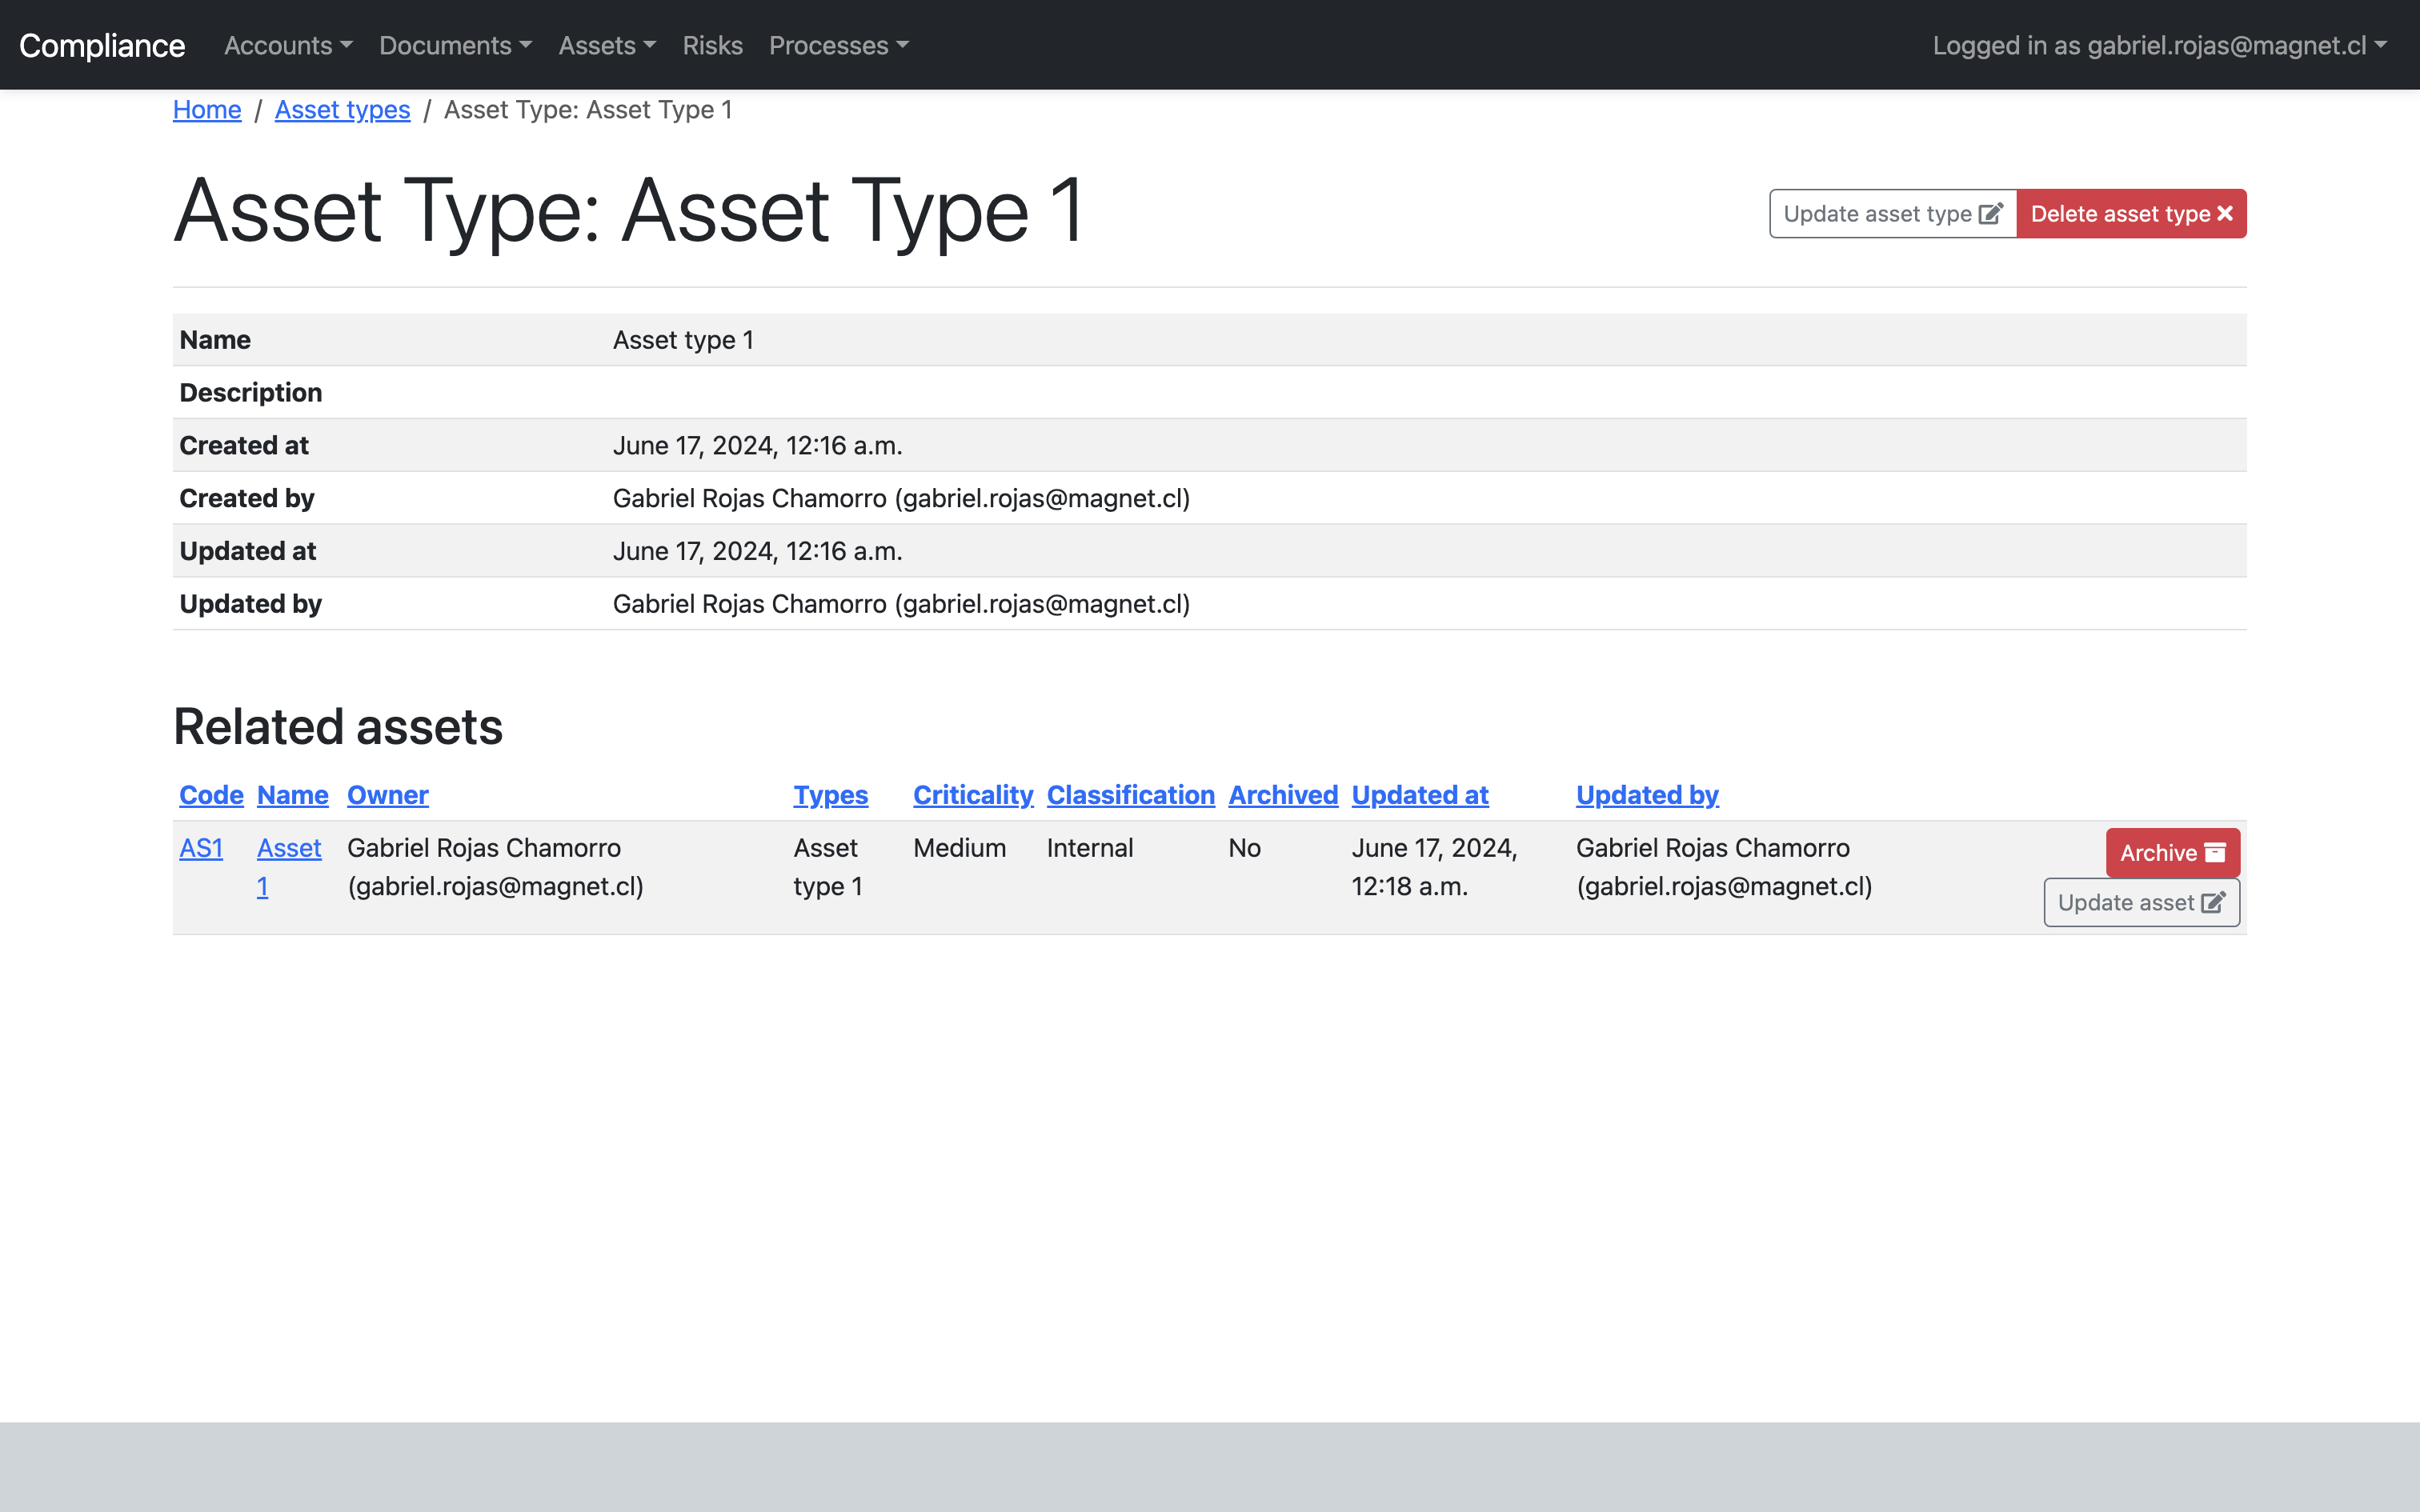 Compliance Accounts Documents Assets Risks Processes Logged in as gabriel.rojas@magnet.cl
Home / Asset types / Asset Type: Asset Type 1
Asset Type: Asset Type 1
Update asset type Delete asset type
Name Asset type 1
Description
Created at June 17, 2024, 12:16 a.m.
Created by Gabriel Rojas Chamorro (gabriel.rojas@magnet.cl)
Updated at June 17, 2024, 12:16 a.m.
Updated by Gabriel Rojas Chamorro (gabriel.rojas@magnet.cl)
Related assets
Code Name Owner Types Criticality Classification Archived Updated at Updated by
AS1 Asset Gabriel Rojas Chamorro Asset Medium Internal No June 17, 2024, Gabriel Rojas Chamorro Archive
1 (gabriel.rojas@magnet.cl) type 1 12:18 a.m. (gabriel.rojas@magnet.cl)
Update asset